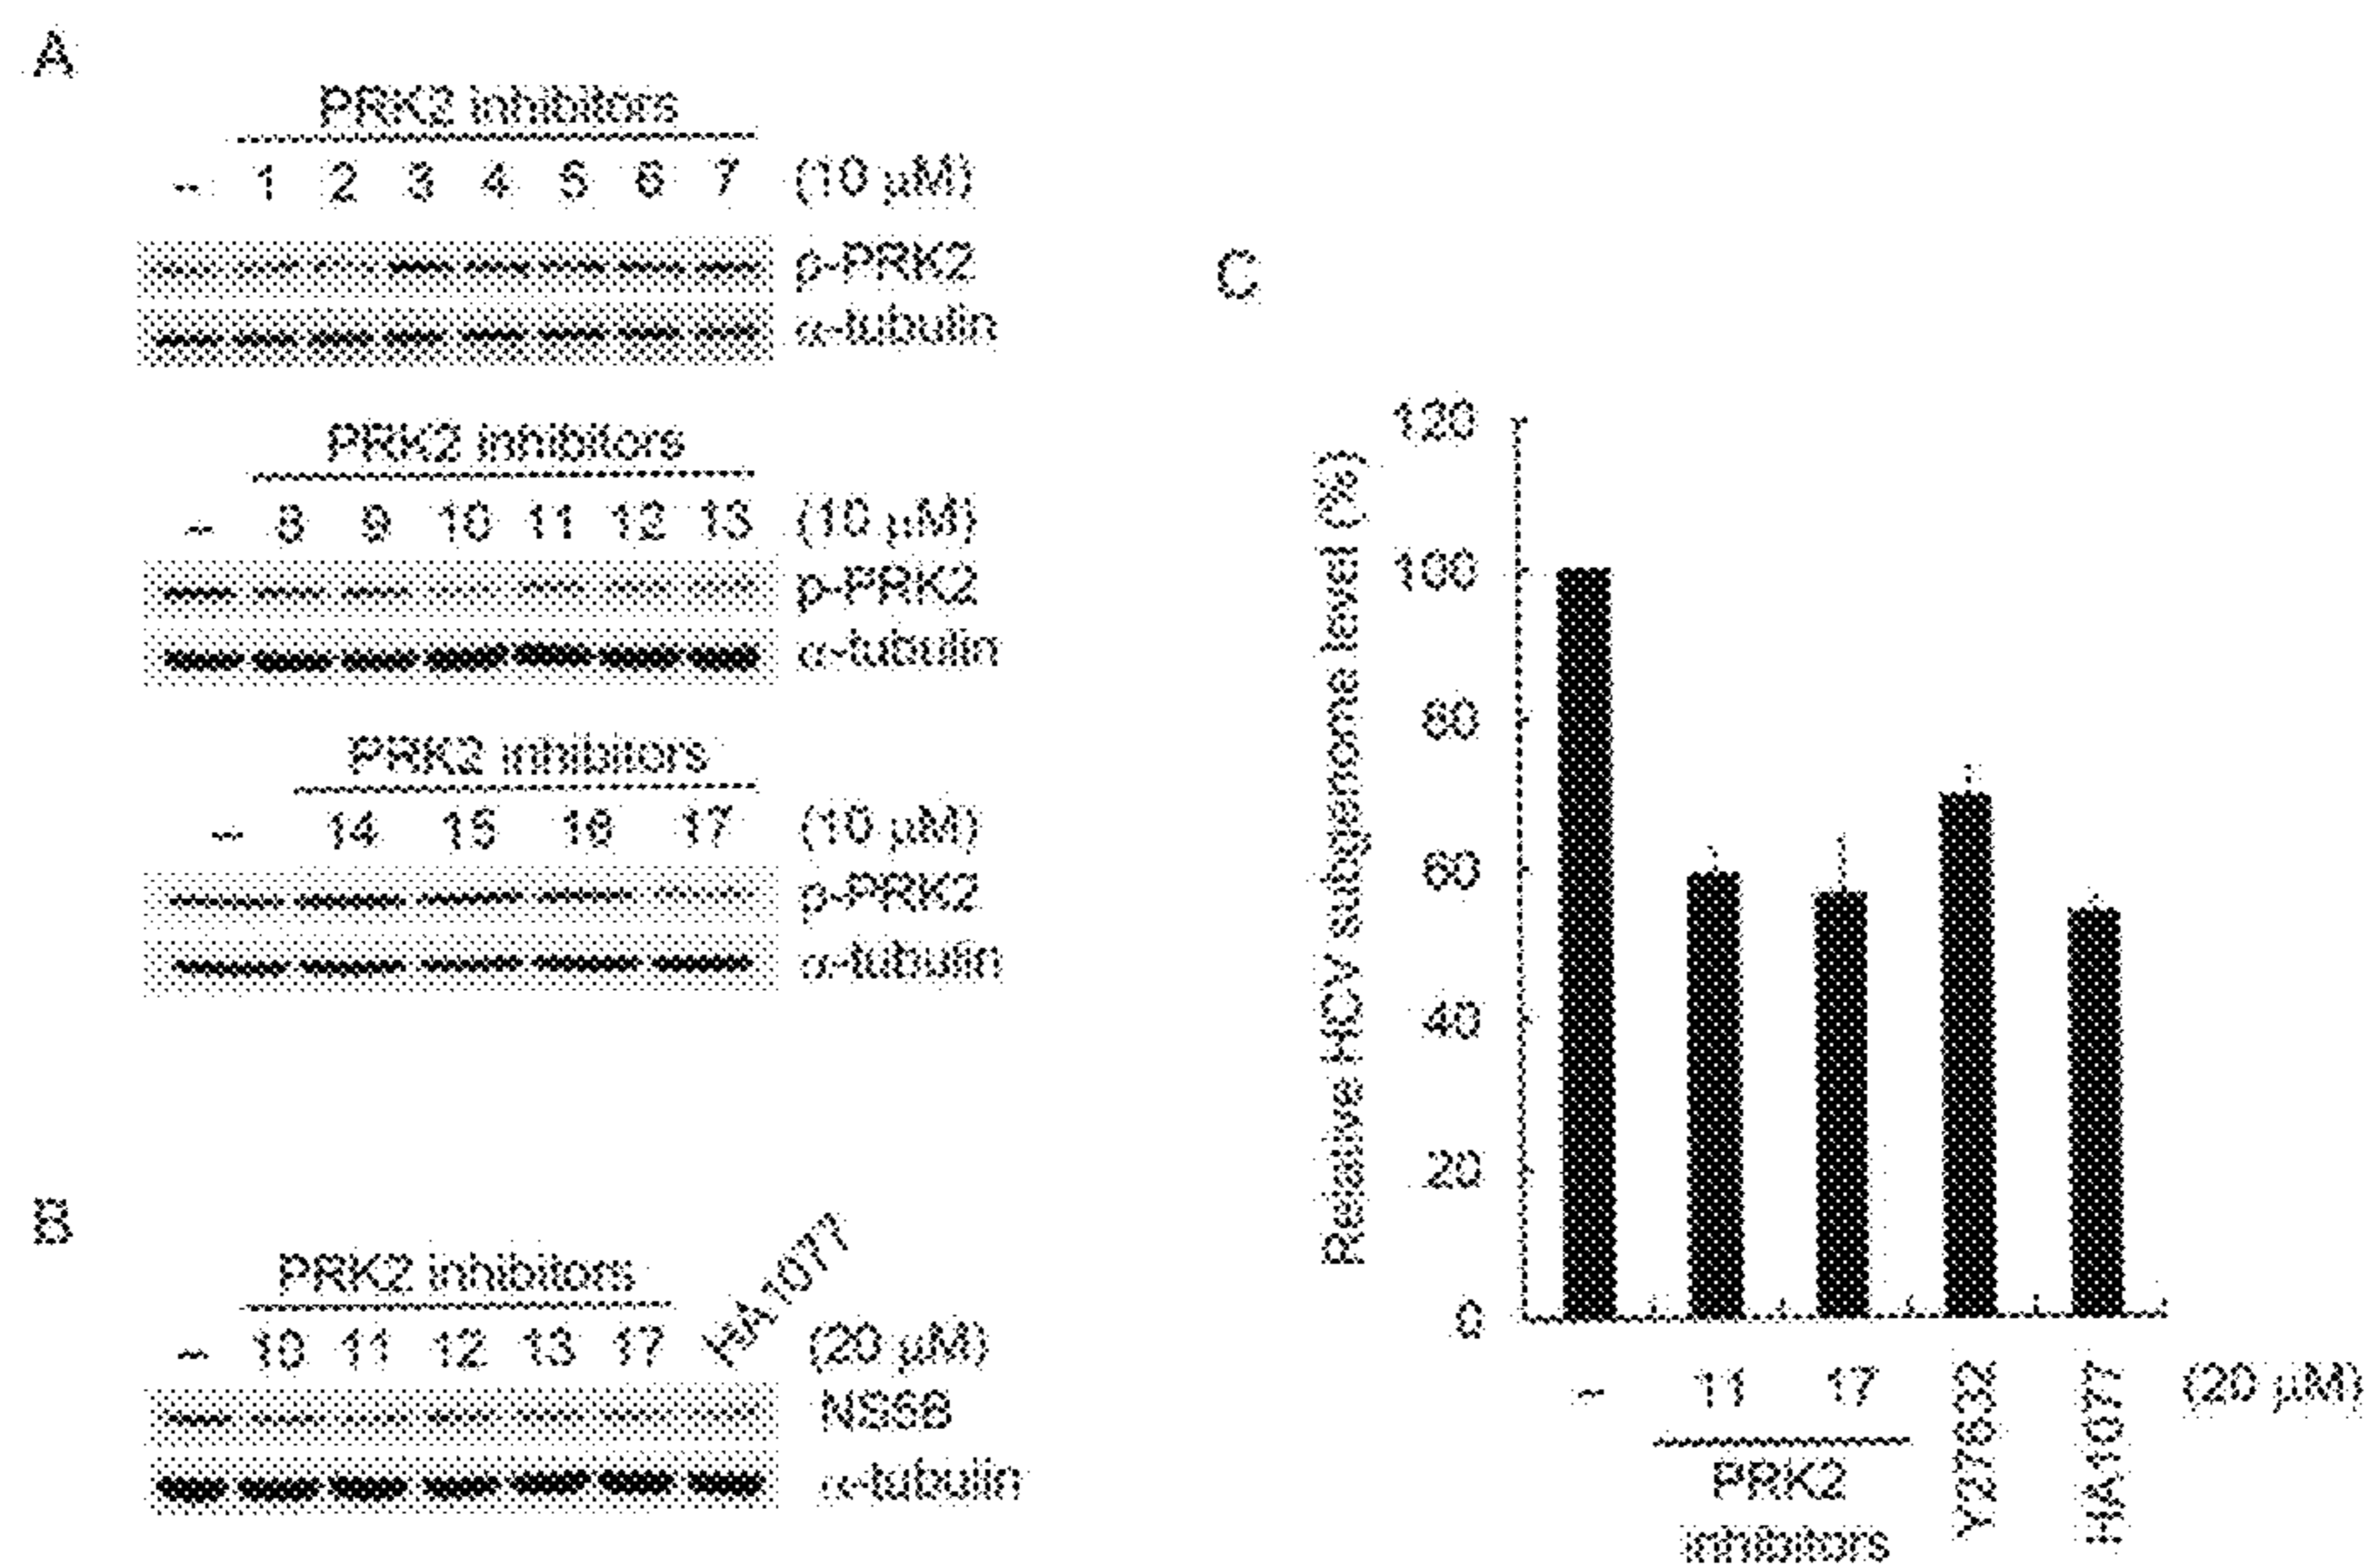 A
PRK2 inhibitors
– 1 2 3 4 5 6 7 (10 μM)
p-PRK2
α-tubulin
PRK2 inhibitors
– 8 9 10 11 12 13 (10 μM)
p-PRK2
α-tubulin
PRK2 inhibitors
– 14 15 16 17 (10 μM)
p-PRK2
α-tubulin
B
PRK2 inhibitors
HA1077
– 10 11 12 13 17 (20 μM)
NS5B
α-tubulin
C
Relative HCV subgenome level (%)
120
100
80
60
40
20
0
– 11 17 Y27632 HA1077 (20 μM)
PRK2
inhibitors